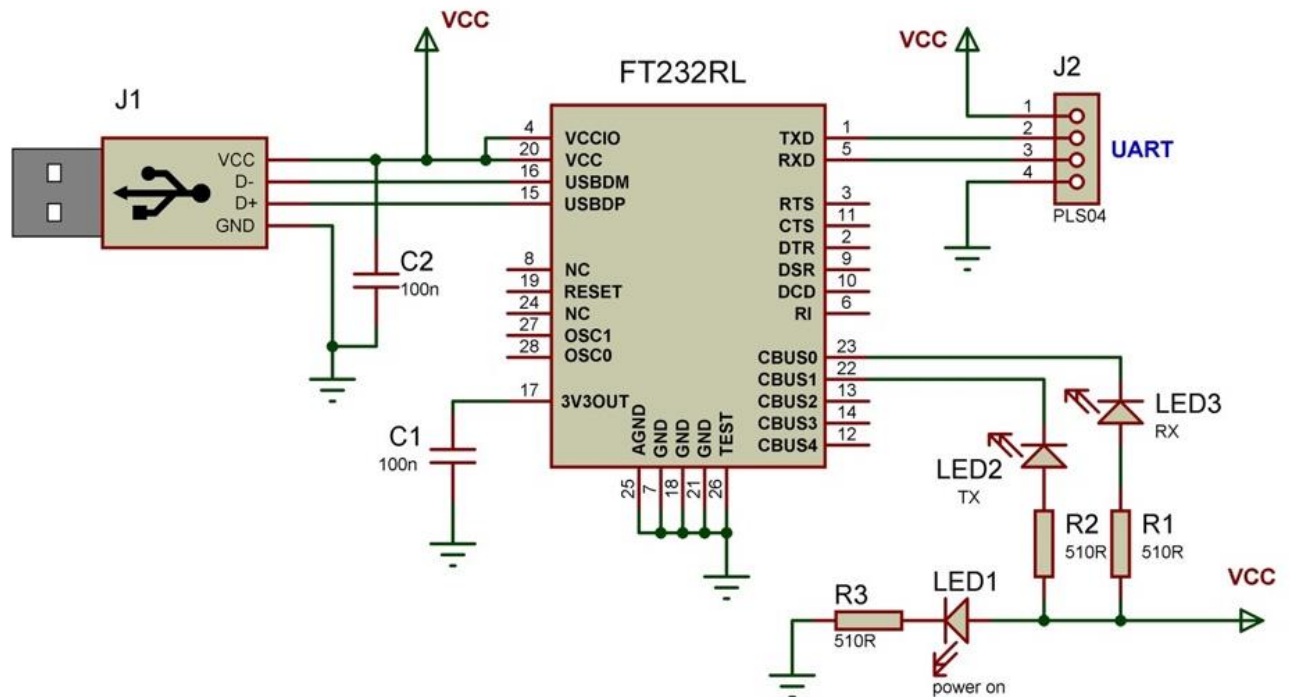 VCC
VCC
FT232RL
J2
J1
VCC
D-
D+
GND
4 VCCIO
20 VCC
16 USBDM
15 USBDP
8 NC
19 RESET
24 NC
27 OSC1
28 OSC0
17 3V3OUT
TXD 1
RXD 5
RTS 3
CTS 11
DTR 2
DSR 9
DCD 10
RI 6
CBUS0 23
CBUS1 22
CBUS2 13
CBUS3 14
CBUS4 12
AGND
GND
GND
GND
TEST
25
7
18
21
26
1
2
3
4
UART
PLS04
C2
100n
C1
100n
LED3
RX
LED2
TX
R2
510R
R1
510R
VCC
LED1
R3
510R
power on